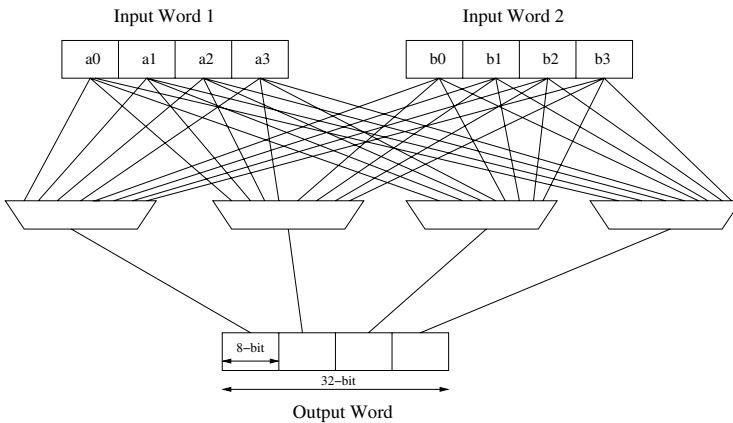 Input Word 1
Input Word 2
a0 a1 a2 a3
b0 b1 b2 b3
8−bit
32−bit
Output Word